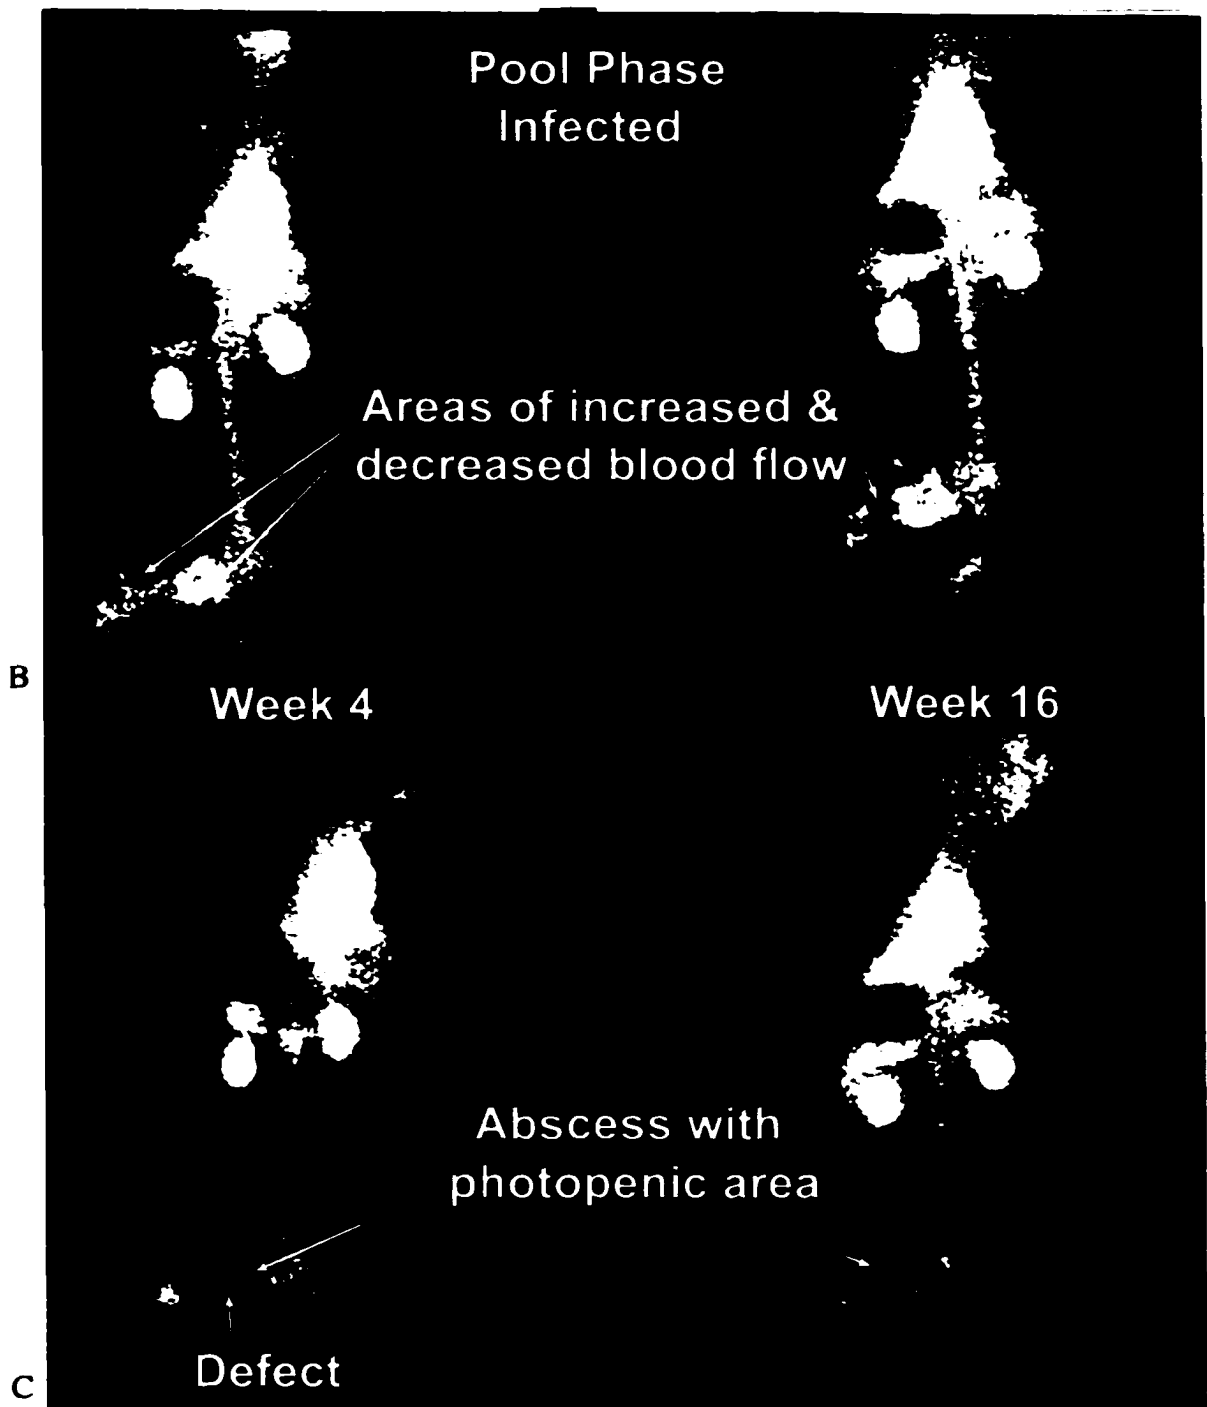 Pool Phase
Infected
Areas of increased &
decreased blood flow
B
Week 4
Week 16
Abscess with
photopenic area
Defect
C